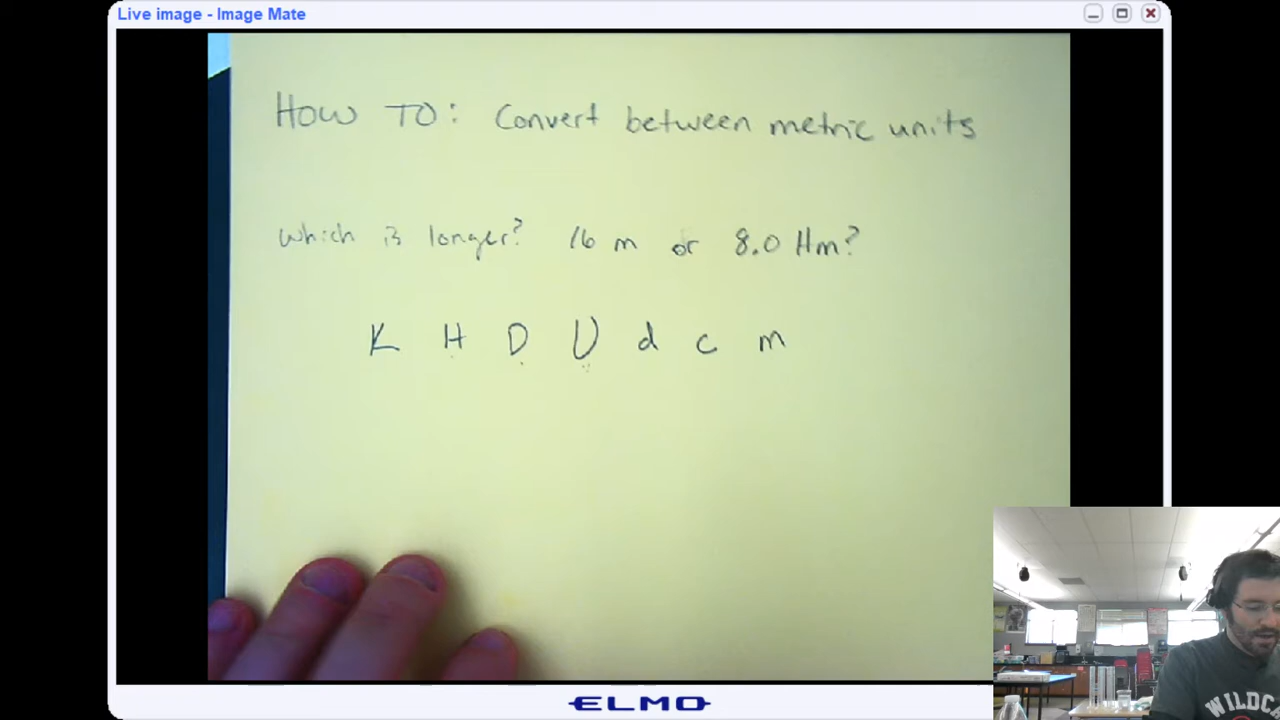 Live image - Image Mate
How To: Convert between metric units
Which is longer? 16 m or 8.0 Hm?
K H D U d c m
ELMO
WILDCA